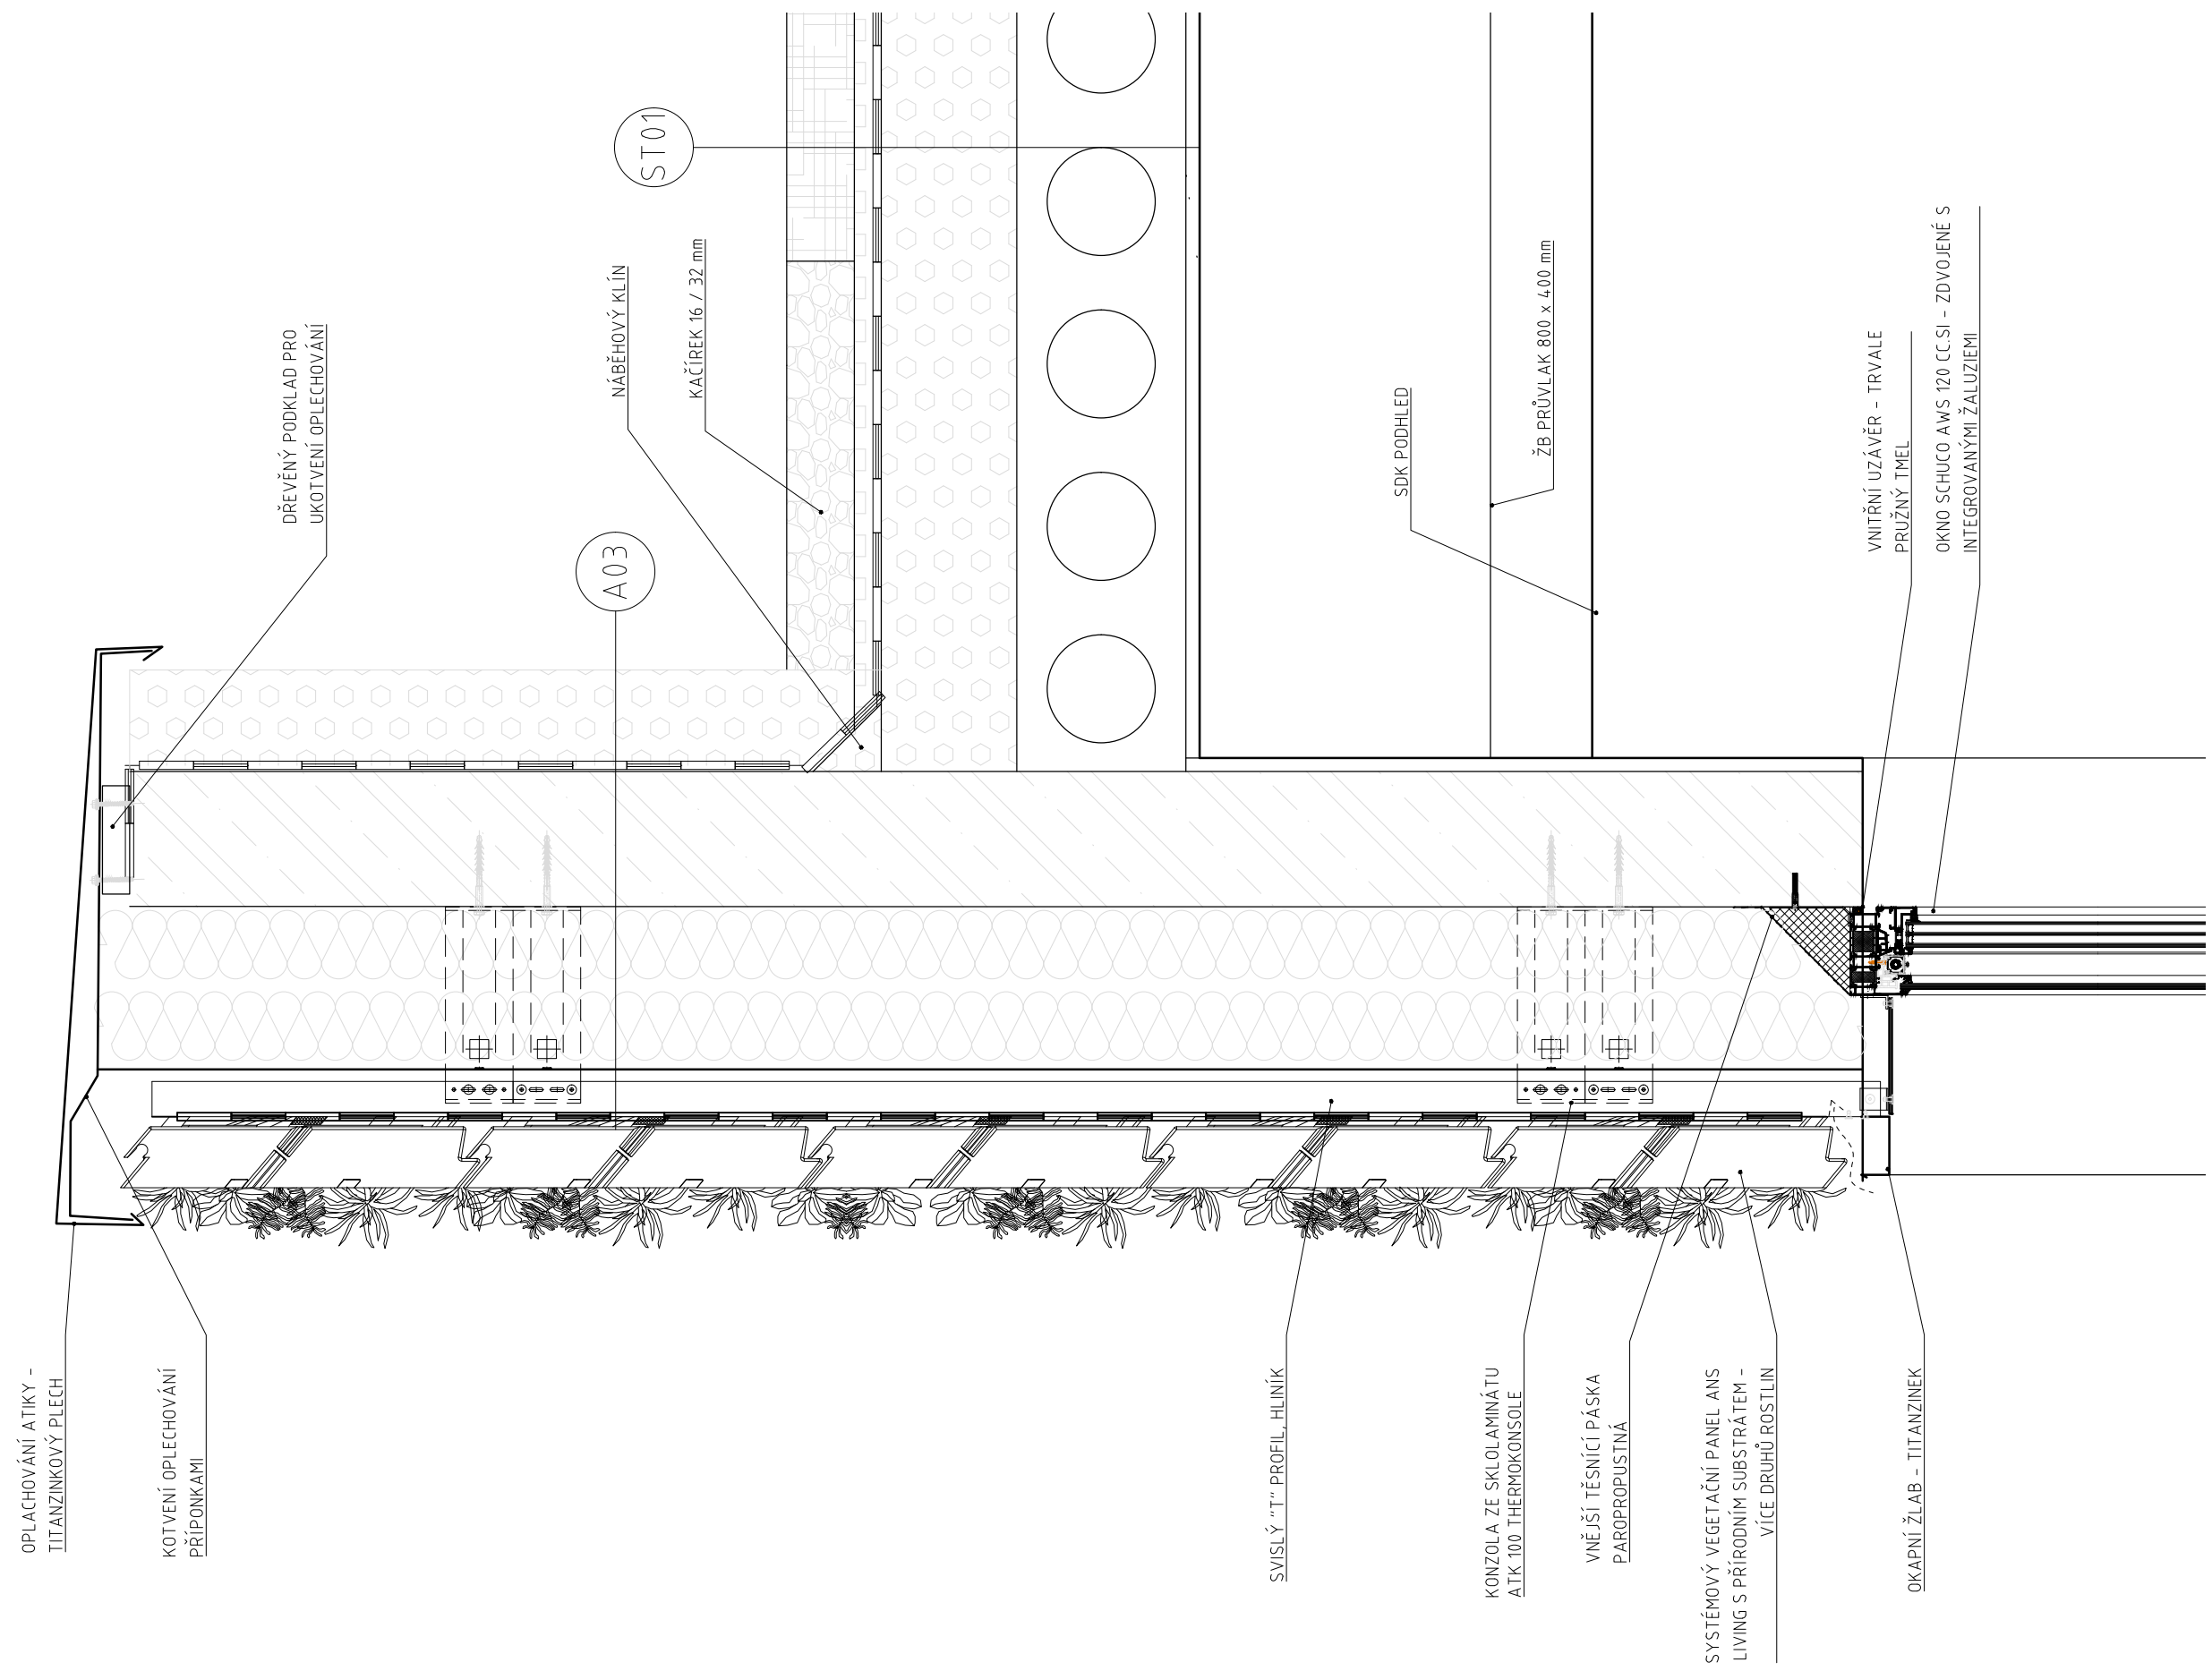 OPLACHOVÁNÍ ATIKY -
TITANZINKOVÝ PLECH
KOTVENÍ OPLECHOVÁNÍ
PŘÍPONKAMI
DŘEVĚNÝ PODKLAD PRO
UKOTVENÍ OPLECHOVÁNÍ
A03
NÁBĚHOVÝ KLÍN
ST01
KAČÍREK 16 / 32 mm
SVISLÝ "T" PROFIL, HLINÍK
SDK PODHLED
KONZOLA ZE SKLOLAMINÁTU
ATK 100 THERMOKONSOLE
ŽB PRŮVLAK 800 x 400 mm
VNĚJŠÍ TĚSNÍCÍ PÁSKA
PAROPROPUSTNÁ
SYSTÉMOVÝ VEGETAČNÍ PANEL ANS
LIVING S PŘÍRODNÍM SUBSTRÁTEM -
VÍCE DRUHŮ ROSTLIN
VNITŘNÍ UZÁVĚR - TRVALE
PRUŽNÝ TMEL
OKAPNÍ ŽLAB - TITANZINEK
OKNO SCHUCO AWS 120 CC.SI - ZDVOJENÉ S
INTEGROVANÝMI ŽALUZIEMI